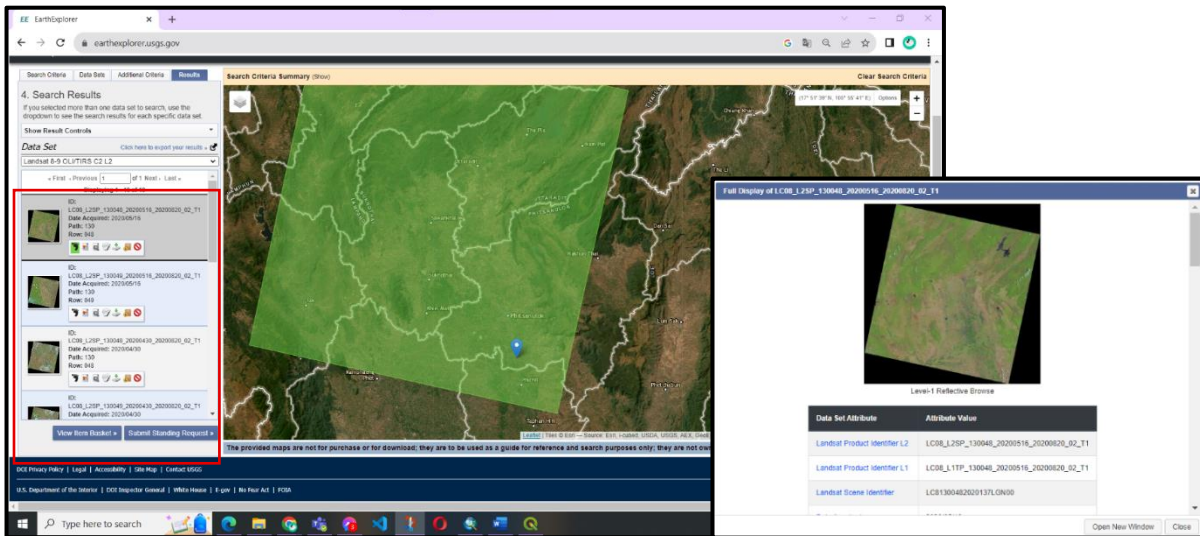 EE EarthExplorer
earthexplorer.usgs.gov
Search Criteria Data Sets Additional Criteria Results
4. Search Results
If you selected more than one data set to search, use the
dropdown to see the search results for each specific data set.
Show Result Controls
Data Set Click here to export your results »
Landsat 8-9 OLI/TIRS C2 L2
« First ‹ Previous 1 of 1 Next › Last »
ID:
LC08_L2SP_130048_20200516_20200820_02_T1
Date Acquired: 2020/05/16
Path: 130
Row: 048
ID:
LC08_L2SP_130049_20200516_20200820_02_T1
Date Acquired: 2020/05/16
Path: 130
Row: 049
ID:
LC08_L2SP_130048_20200430_20200820_02_T1
Date Acquired: 2020/04/30
Path: 130
Row: 048
ID:
LC08_L2SP_130049_20200430_20200820_02_T1
Date Acquired: 2020/04/30
View Item Basket » Submit Standing Request »
Search Criteria Summary (Show) Clear Search Criteria
Options
+
−
Phitsanulok
The provided maps are not for purchase or for download; they are to be used as a guide for reference and search purposes only; they are not ow
DOI Privacy Policy | Legal | Accessibility | Site Map | Contact USGS
U.S. Department of the Interior | DOI Inspector General | White House | E-gov | No Fear Act | FOIA
Type here to search
Full Display of LC08_L2SP_130048_20200516_20200820_02_T1
Level-1 Reflective Browse
Data Set Attribute Attribute Value
Landsat Product Identifier L2 LC08_L2SP_130048_20200516_20200820_02_T1
Landsat Product Identifier L1 LC08_L1TP_130048_20200516_20200820_02_T1
Landsat Scene Identifier LC81300482020137LGN00
Open New Window Close